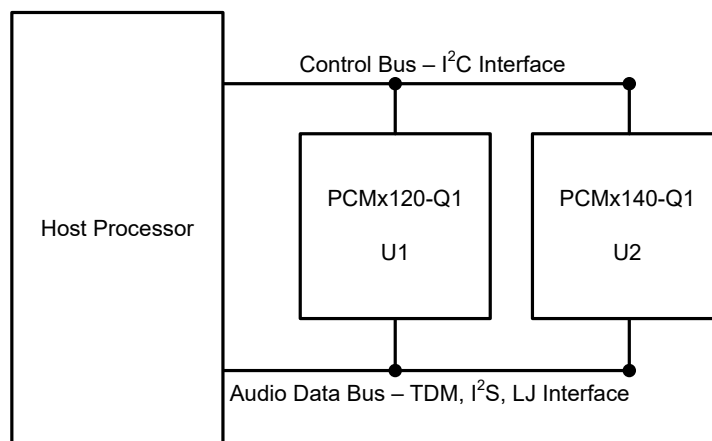 Control Bus – I²C Interface
Host Processor
PCMx120-Q1
U1
PCMx140-Q1
U2
Audio Data Bus – TDM, I²S, LJ Interface